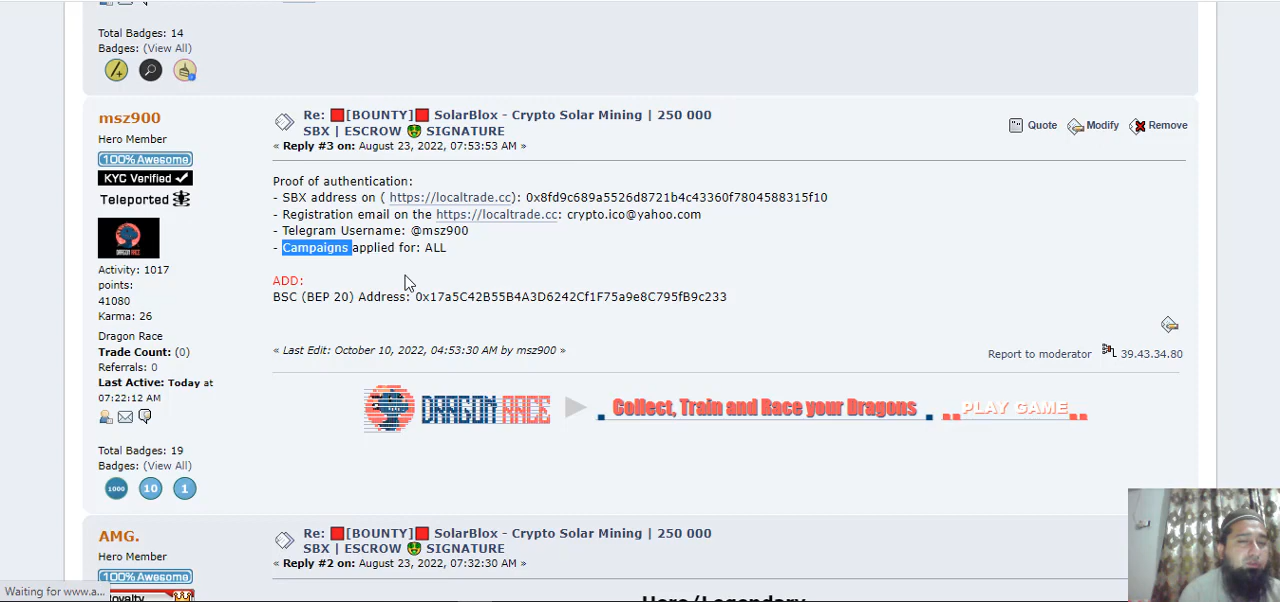 Total Badges: 14
Badges: (View All)
msz900
Hero Member
100% Awesome
KYC Verified
Teleported
DRAGON RACE
Activity: 1017
points:
41080
Karma: 26
Dragon Race
Trade Count: (0)
Referrals: 0
Last Active: Today at
07:22:12 AM
Total Badges: 19
Badges: (View All)
1000 10 1
Re: [BOUNTY] SolarBlox - Crypto Solar Mining | 250 000
SBX | ESCROW SIGNATURE
« Reply #3 on: August 23, 2022, 07:53:53 AM »
Quote Modify Remove
Proof of authentication:
- SBX address on ( https://localtrade.cc): 0x8fd9c689a5526d8721b4c43360f7804588315f10
- Registration email on the https://localtrade.cc: crypto.ico@yahoo.com
- Telegram Username: @msz900
- Campaigns applied for: ALL
ADD:
BSC (BEP 20) Address: 0x17a5C42B55B4A3D6242Cf1F75a9e8C795fB9c233
« Last Edit: October 10, 2022, 04:53:30 AM by msz900 »
Report to moderator 39.43.34.80
DRAGON RACE Collect, Train and Race your Dragons PLAY GAME
AMG.
Hero Member
100% Awesome
Loyalty
Re: [BOUNTY] SolarBlox - Crypto Solar Mining | 250 000
SBX | ESCROW SIGNATURE
« Reply #2 on: August 23, 2022, 07:32:30 AM »
Hero/Legendary
Waiting for www.a...